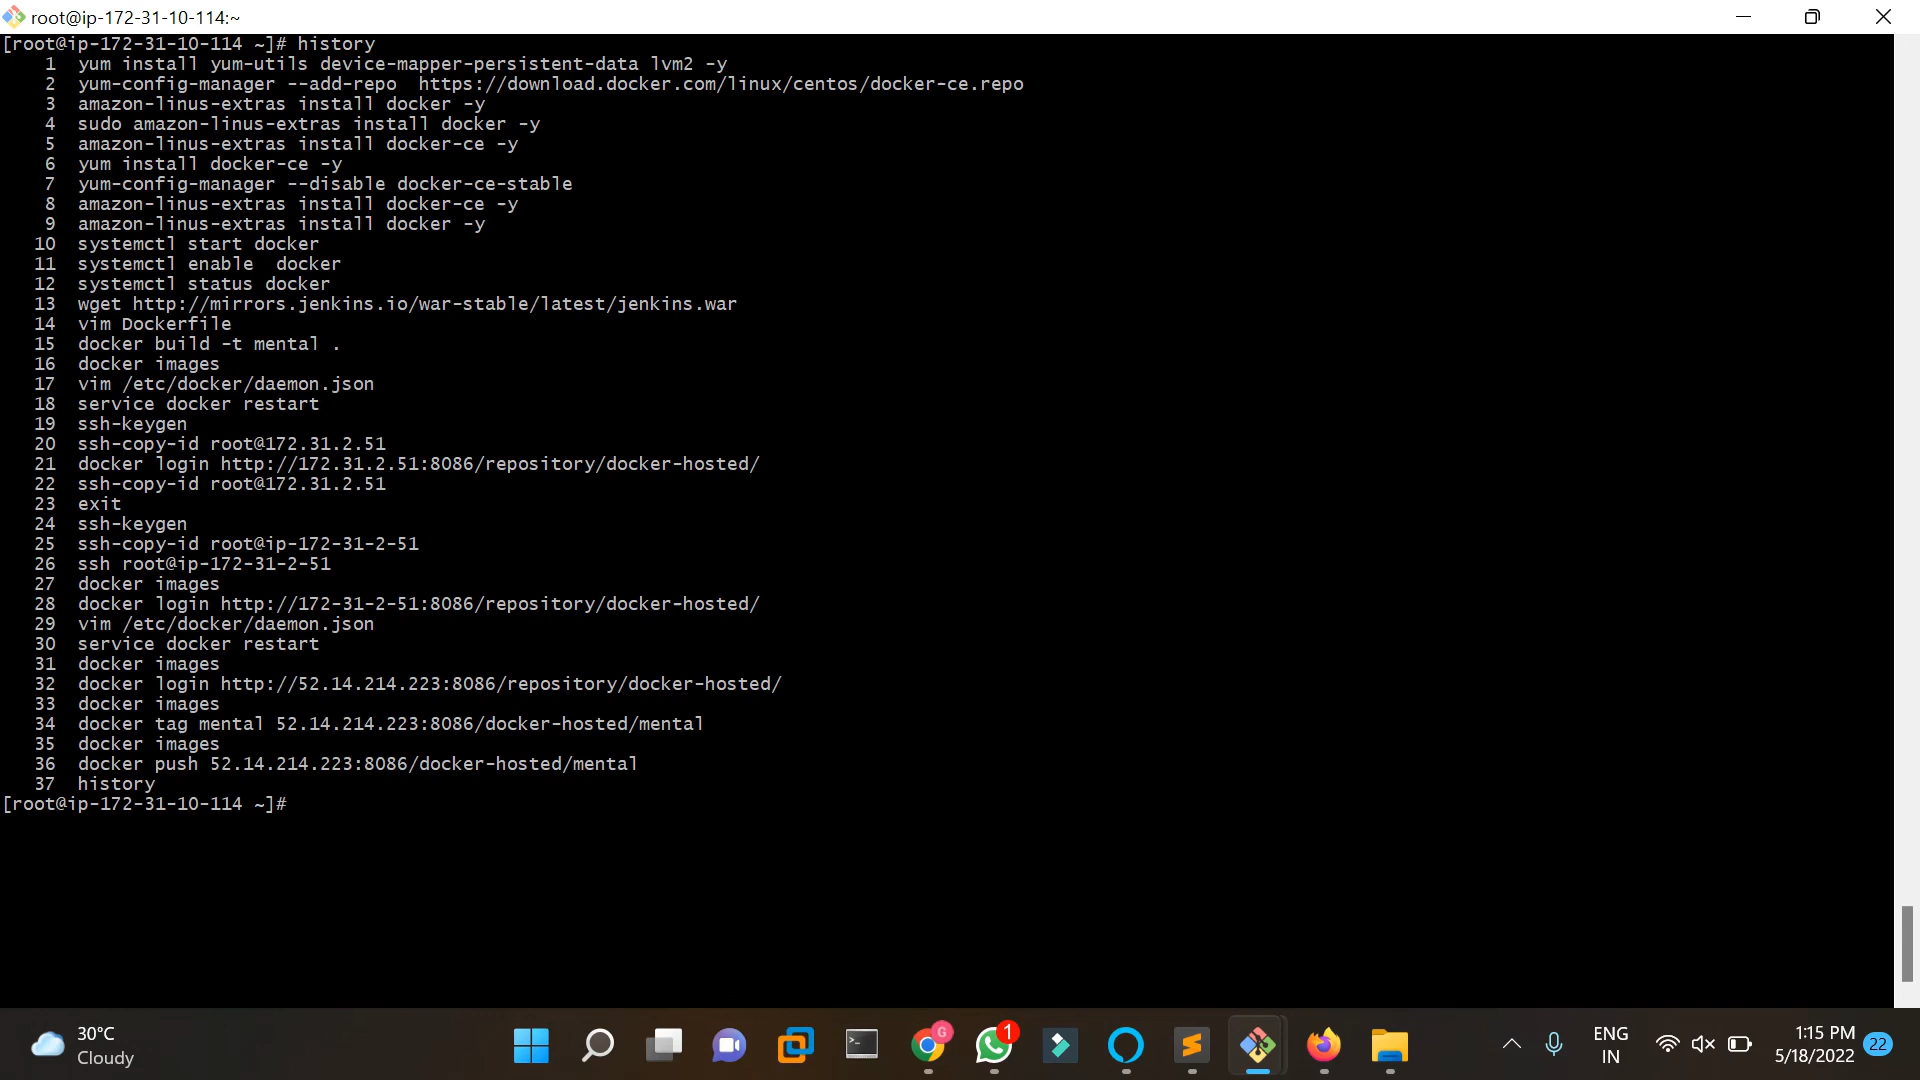 root@ip-172-31-10-114:~
[root@ip-172-31-10-114 ~]# history
1 yum install yum-utils device-mapper-persistent-data lvm2 -y
2 yum-config-manager --add-repo  https://download.docker.com/linux/centos/docker-ce.repo
3 amazon-linus-extras install docker -y
4 sudo amazon-linus-extras install docker -y
5 amazon-linus-extras install docker-ce -y
6 yum install docker-ce -y
7 yum-config-manager --disable docker-ce-stable
8 amazon-linus-extras install docker-ce -y
9 amazon-linus-extras install docker -y
10 systemctl start docker
11 systemctl enable  docker
12 systemctl status docker
13 wget http://mirrors.jenkins.io/war-stable/latest/jenkins.war
14 vim Dockerfile
15 docker build -t mental .
16 docker images
17 vim /etc/docker/daemon.json
18 service docker restart
19 ssh-keygen
20 ssh-copy-id root@172.31.2.51
21 docker login http://172.31.2.51:8086/repository/docker-hosted/
22 ssh-copy-id root@172.31.2.51
23 exit
24 ssh-keygen
25 ssh-copy-id root@ip-172-31-2-51
26 ssh root@ip-172-31-2-51
27 docker images
28 docker login http://172-31-2-51:8086/repository/docker-hosted/
29 vim /etc/docker/daemon.json
30 service docker restart
31 docker images
32 docker login http://52.14.214.223:8086/repository/docker-hosted/
33 docker images
34 docker tag mental 52.14.214.223:8086/docker-hosted/mental
35 docker images
36 docker push 52.14.214.223:8086/docker-hosted/mental
37 history
[root@ip-172-31-10-114 ~]#
30°C
Cloudy
G
1
ENG
IN
1:15 PM
5/18/2022
22